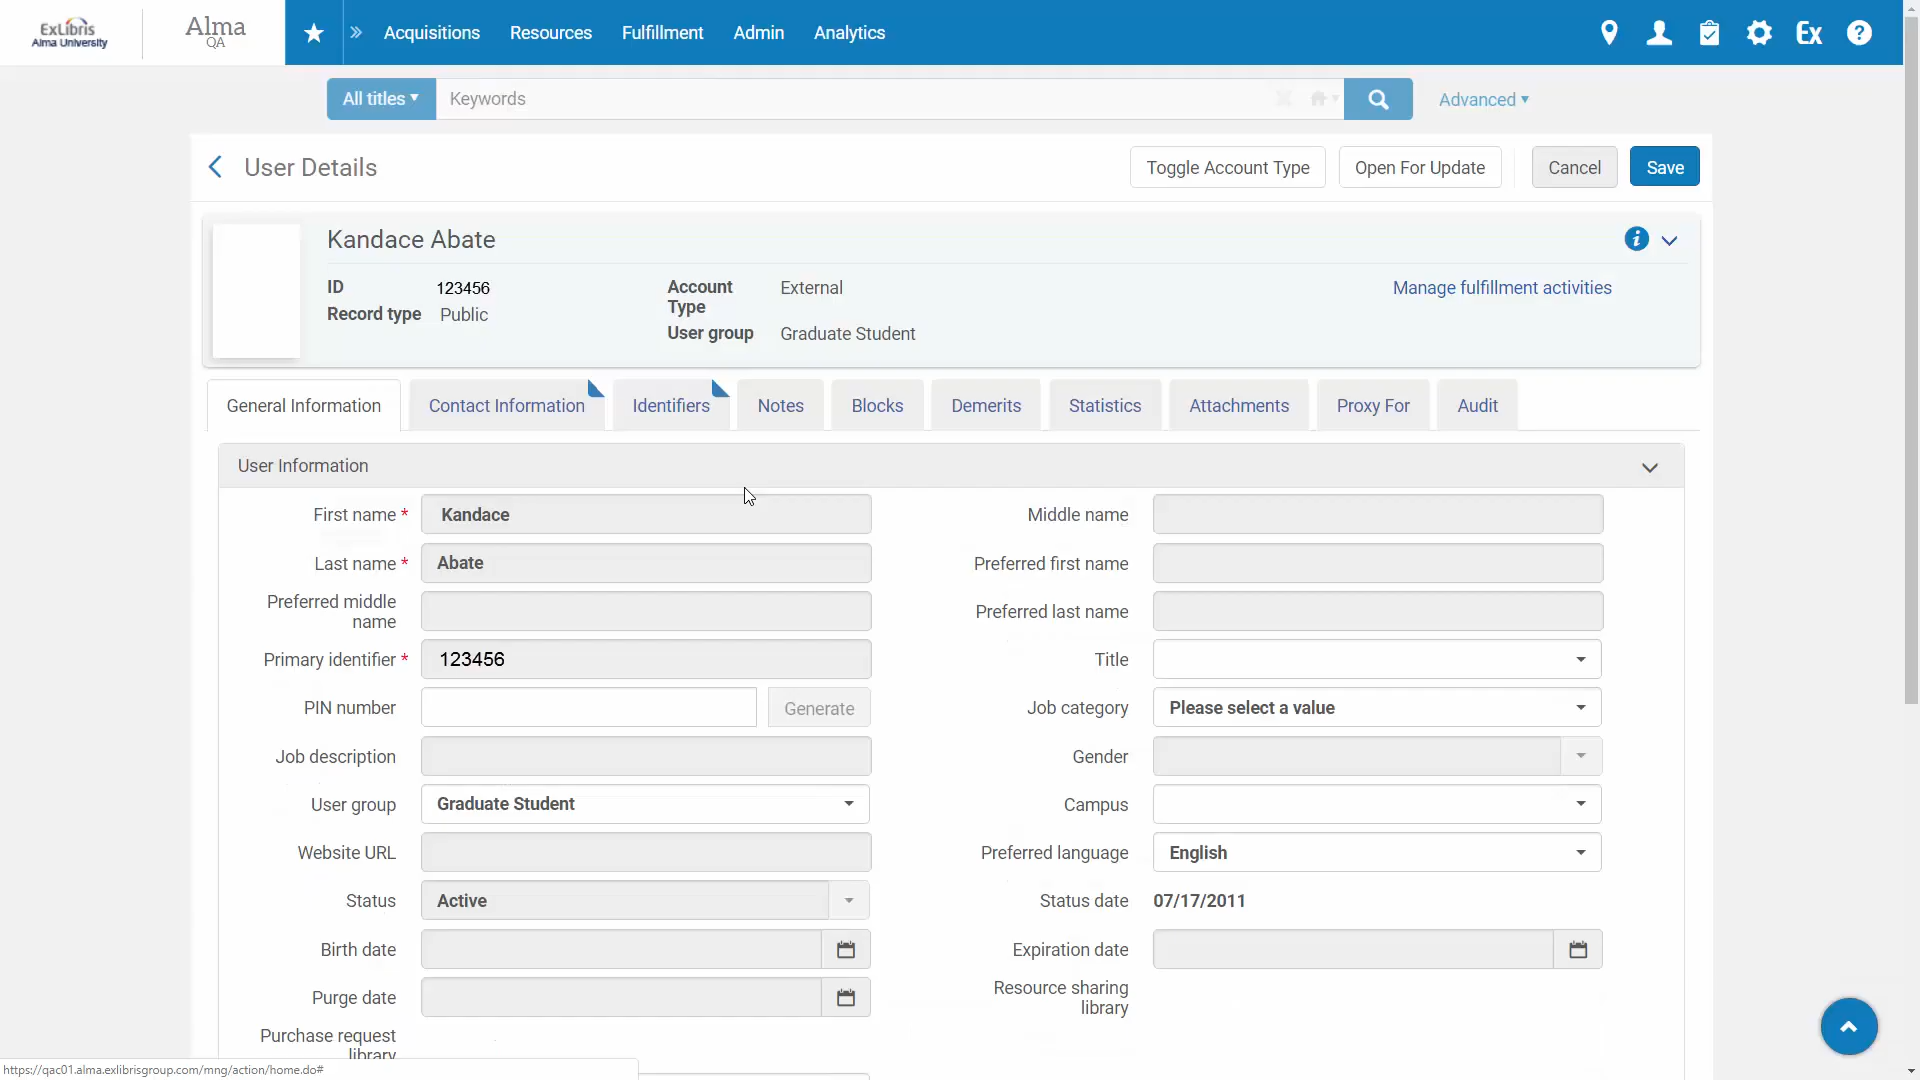 ExLibris
Alma University
Alma
QA
Acquisitions
Resources
Fulfillment
Admin
Analytics
Ex
?
All titles
Keywords
Advanced
User Details
Toggle Account Type
Open For Update
Cancel
Save
Kandace Abate
ID
123456
Account Type
External
Manage fulfillment activities
Record type
Public
User group
Graduate Student
General Information
Contact Information
Identifiers
Notes
Blocks
Demerits
Statistics
Attachments
Proxy For
Audit
User Information
First name *
Kandace
Middle name
Last name *
Abate
Preferred first name
Preferred middle
name
Preferred last name
Primary identifier *
123456
Title
PIN number
Generate
Job category
Please select a value
Job description
Gender
User group
Graduate Student
Campus
Website URL
Preferred language
English
Status
Active
Status date
07/17/2011
Birth date
Expiration date
Purge date
Resource sharing
library
Purchase request
library
https://qac01.alma.exlibrisgroup.com/mng/action/home.do#